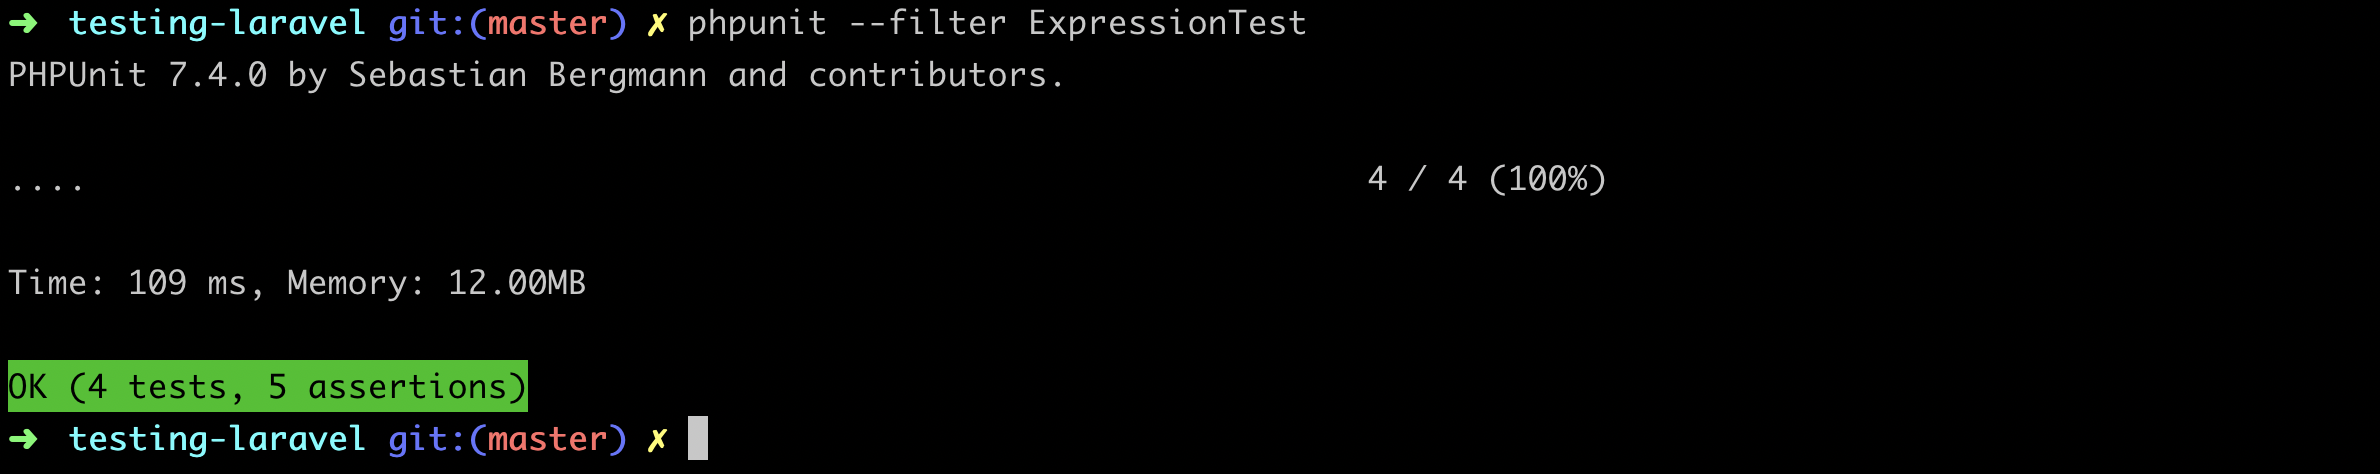 ➜ testing-laravel git:(master) ✗ phpunit --filter ExpressionTest
PHPUnit 7.4.0 by Sebastian Bergmann and contributors.
.... 4 / 4 (100%)
Time: 109 ms, Memory: 12.00MB
OK (4 tests, 5 assertions)
➜ testing-laravel git:(master) ✗